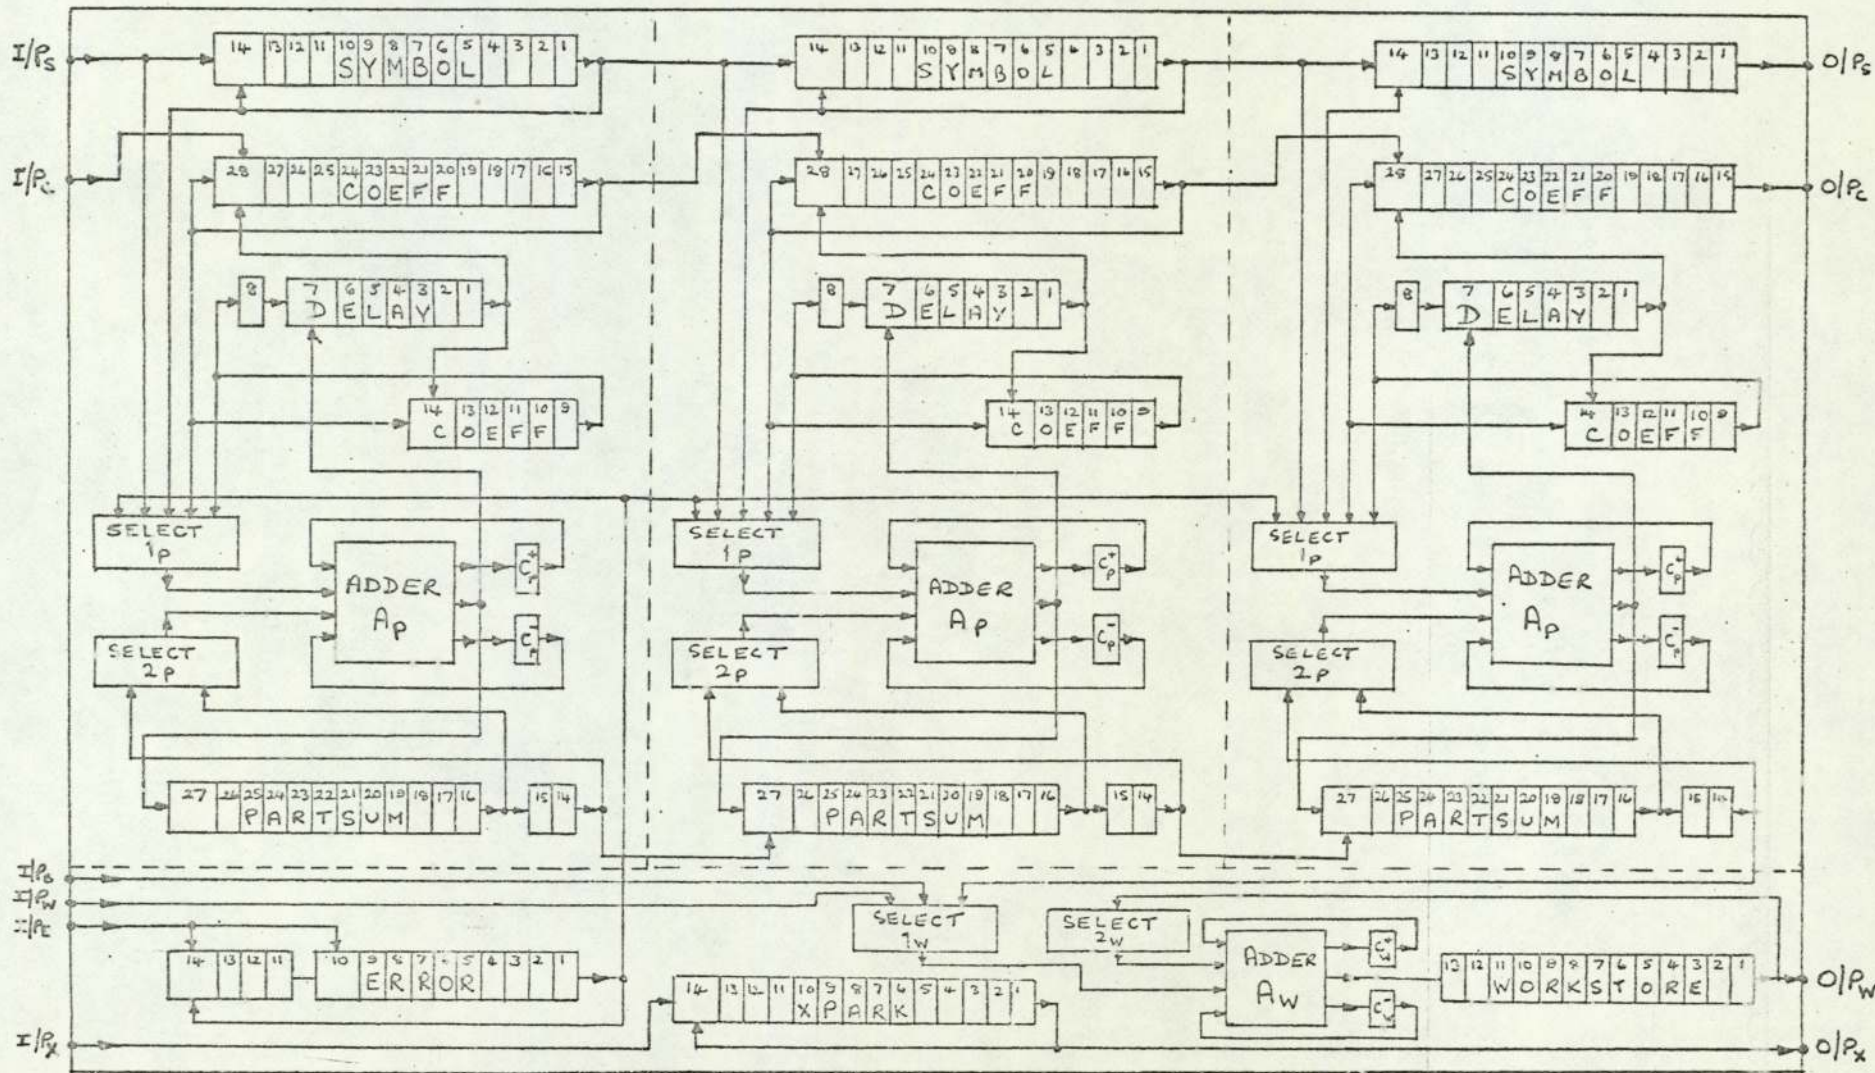 I/PS
14 13 12 11 10 9 8 7 6 5 4 3 2 1
SYMBOL
14 13 12 11 10 9 8 7 6 5 4 3 2 1
SYMBOL
14 13 12 11 10 9 8 7 6 5 4 3 2 1
SYMBOL
O/PS
I/PC
28 27 26 25 24 23 22 21 20 19 18 17 16 15
COEFF
28 27 26 25 24 23 22 21 20 19 18 17 16 15
COEFF
28 27 26 25 24 23 22 21 20 19 18 17 16 15
COEFF
O/PC
8
7 6 5 4 3 2 1
DELAY
8
7 6 5 4 3 2 1
DELAY
8
7 6 5 4 3 2 1
DELAY
14 13 12 11 10 9
COEFF
14 13 12 11 10 9
COEFF
14 13 12 11 10 9
COEFF
SELECT
1P
ADDER
AP
CP+
CP-
SELECT
2P
SELECT
1P
ADDER
AP
CP+
CP-
SELECT
2P
SELECT
1P
ADDER
AP
CP+
CP-
SELECT
2P
27 26 25 24 23 22 21 20 19 18 17 16
PARTSUM
15 14
27 26 25 24 23 22 21 20 19 18 17 16
PARTSUM
15 14
27 26 25 24 23 22 21 20 19 18 17 16
PARTSUM
15 14
I/PW
SELECT
1W
SELECT
2W
ADDER
AW
CW+
CW-
14 13 12 11
10 9 8 7 6 5 4 3 2 1
ERROR
14 13 12 11 10 9 8 7 6 5 4 3 2 1
XPARK
13 12 11 10 9 8 7 6 5 4 3 2 1
WORKSTORE
O/PW
I/PX
O/PX